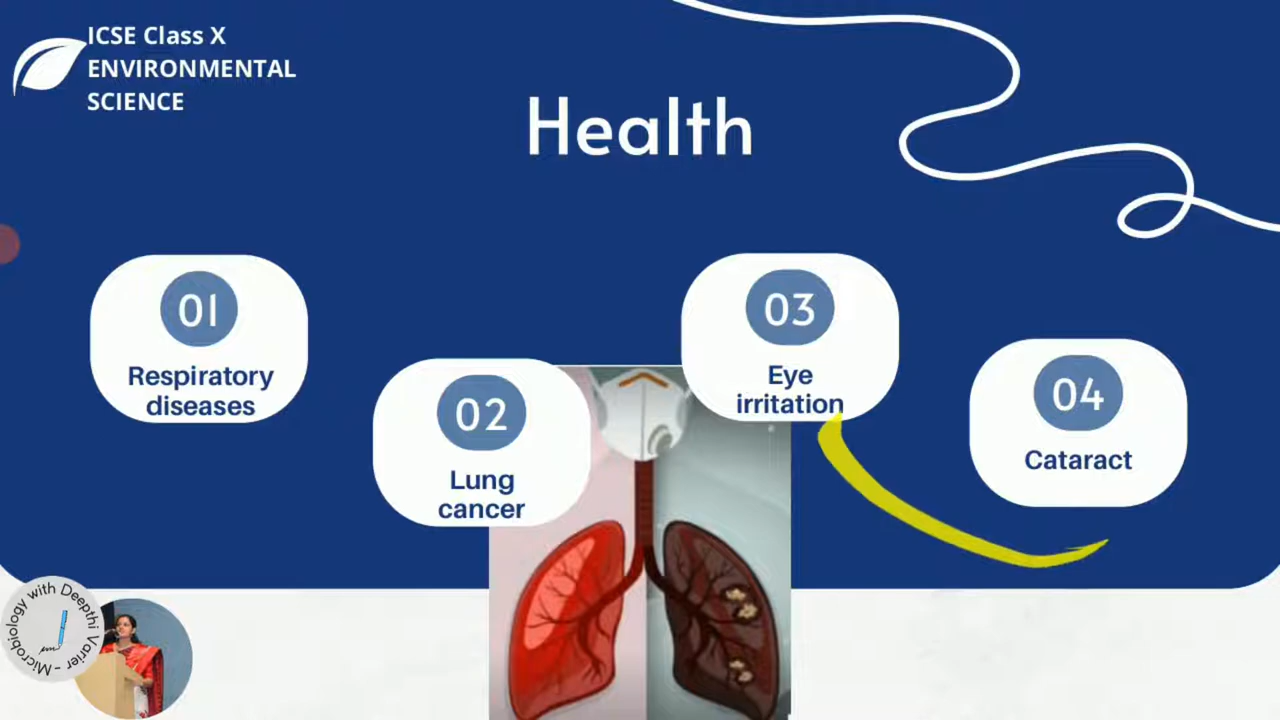 ICSE Class X
ENVIRONMENTAL
SCIENCE
Health
01
Respiratory
diseases
02
Lung
cancer
03
Eye
irritation
04
Cataract
Microbiology with Deepthi Varier -